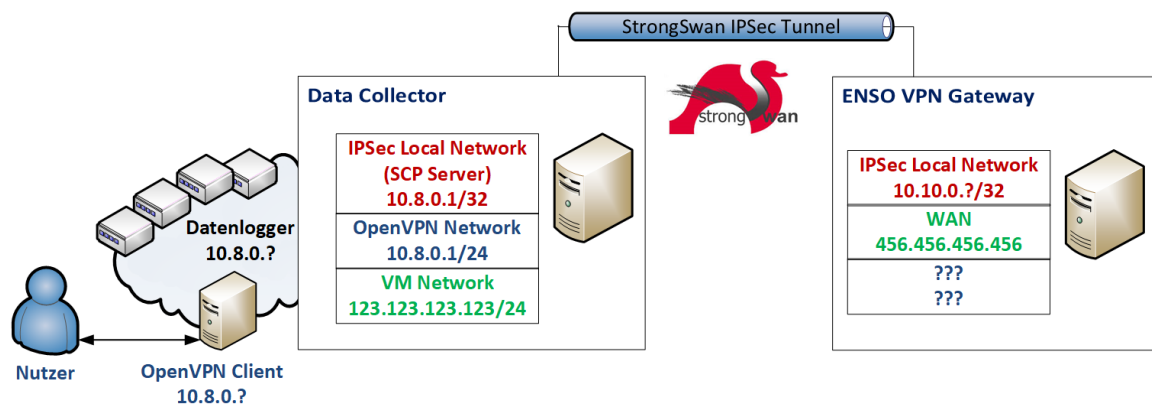 StrongSwan IPSec Tunnel
strong
wan
Data Collector
IPSec Local Network
(SCP Server)
10.8.0.1/32
OpenVPN Network
10.8.0.1/24
VM Network
123.123.123.123/24
ENSO VPN Gateway
IPSec Local Network
10.10.0.?/32
WAN
456.456.456.456
???
???
Datenlogger
10.8.0.?
Nutzer
OpenVPN Client
10.8.0.?